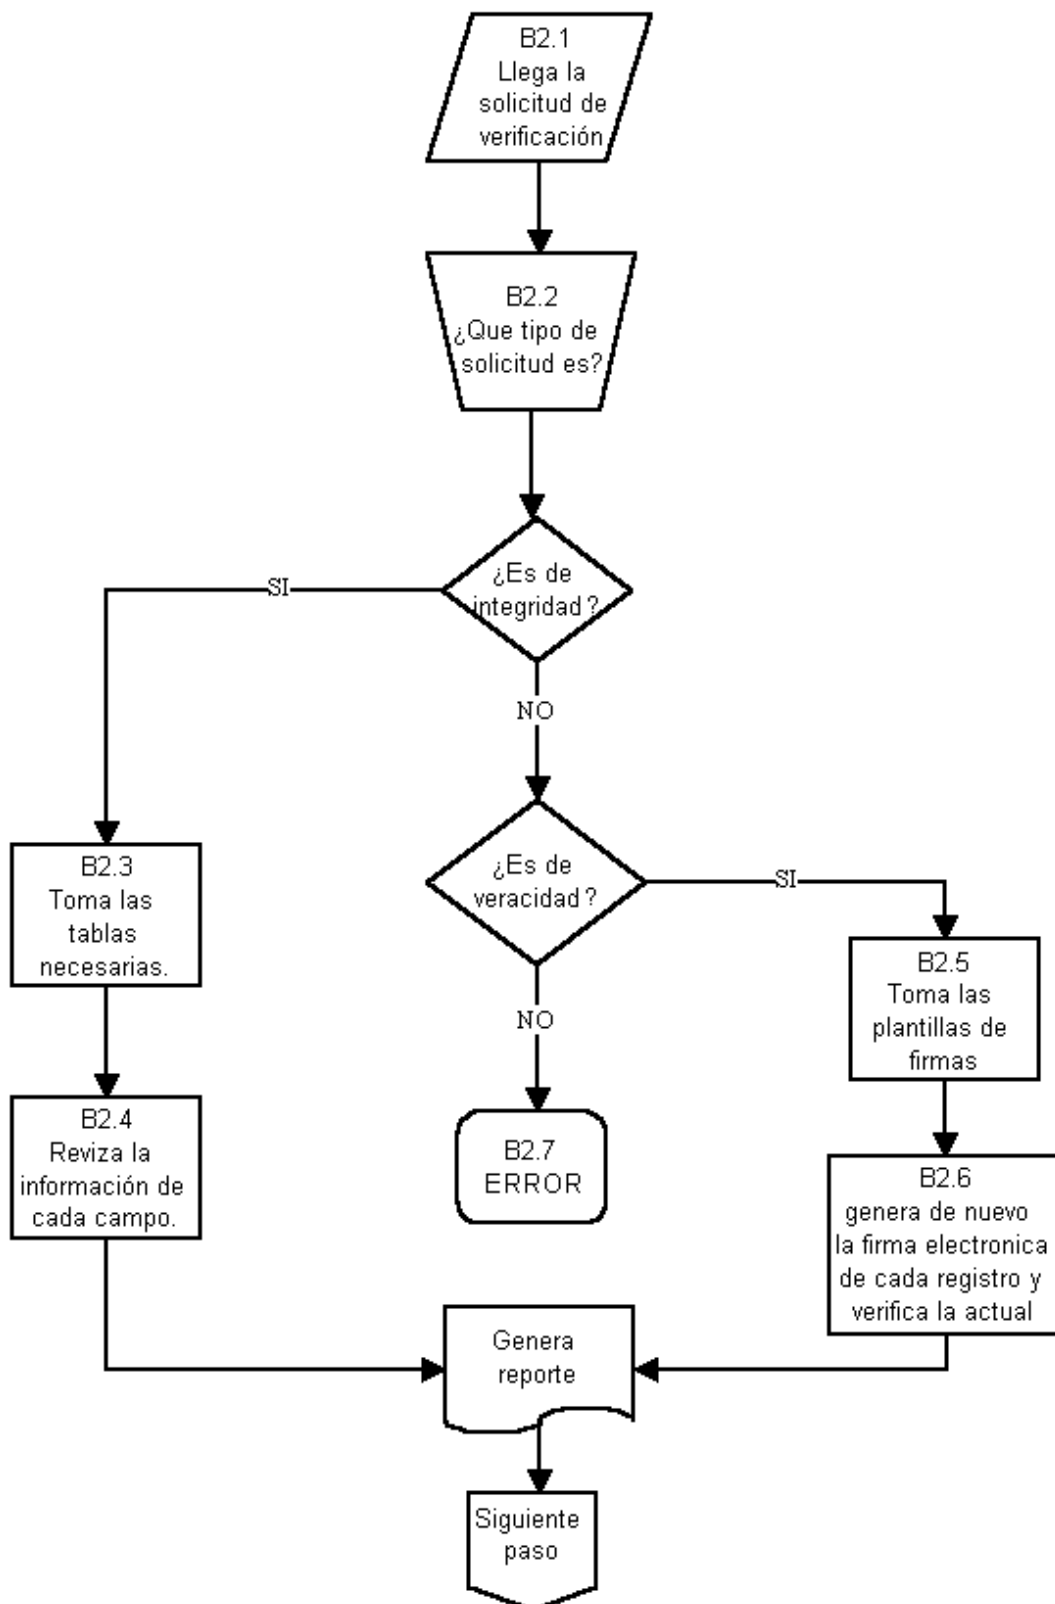 B2.1
Llega la
solicitud de
verificación
B2.2
¿Que tipo de
solicitud es?
¿Es de
integridad?
SI
NO
¿Es de
veracidad?
SI
NO
B2.3
Toma las
tablas
necesarias.
B2.4
Reviza la
información de
cada campo.
B2.7
ERROR
B2.5
Toma las
plantillas de
firmas
B2.6
genera de nuevo
la firma electronica
de cada registro y
verifica la actual
Genera
reporte
Siguiente
paso